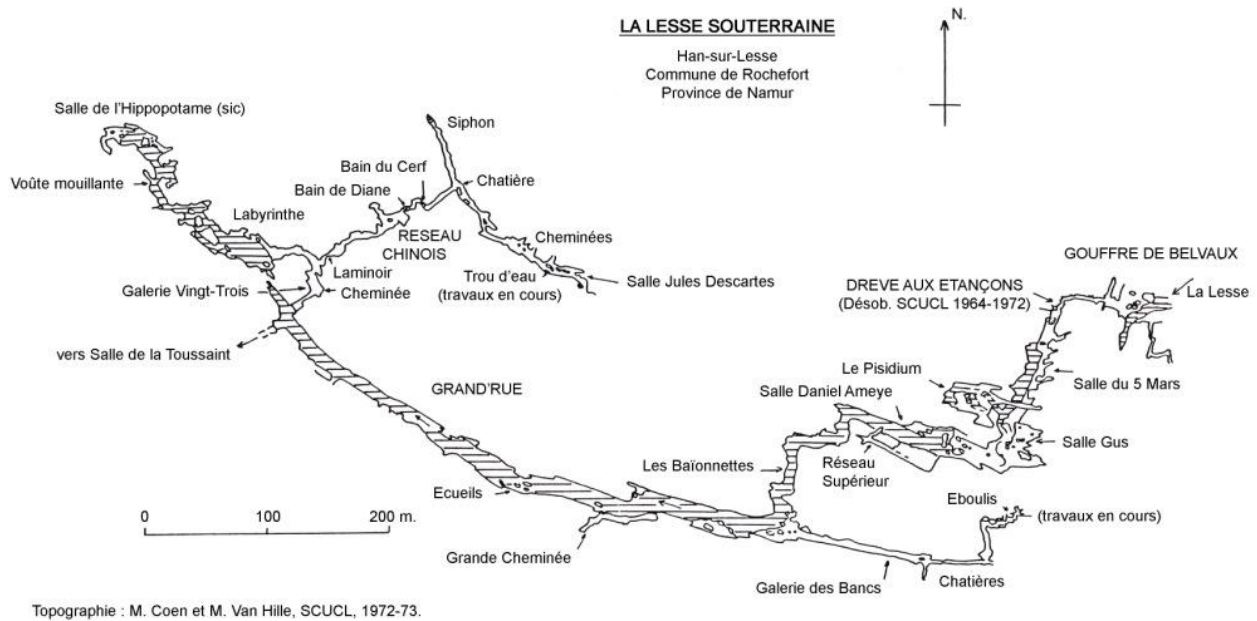 LA LESSE SOUTERRAINE
Han-sur-Lesse
Commune de Rochefort
Province de Namur
N.
Salle de l'Hippopotame (sic)
Siphon
Bain du Cerf
Voûte mouillante
Bain de Diane
Chatière
Labyrinthe
RESEAU
CHINOIS
Cheminées
GOUFFRE DE BELVAUX
Laminoir
Trou d'eau
(travaux en cours)
Salle Jules Descartes
DREVE AUX ETANÇONS
(Désob. SCUCL 1964-1972)
La Lesse
Galerie Vingt-Trois
Cheminée
vers Salle de la Toussaint
Le Pisidium
Salle du 5 Mars
GRAND'RUE
Salle Daniel Ameye
Salle Gus
Les Baïonnettes
Réseau
Supérieur
Ecueils
Eboulis
(travaux en cours)
0 100 200 m.
Grande Cheminée
Galerie des Bancs
Chatières
Topographie : M. Coen et M. Van Hille, SCUCL, 1972-73.